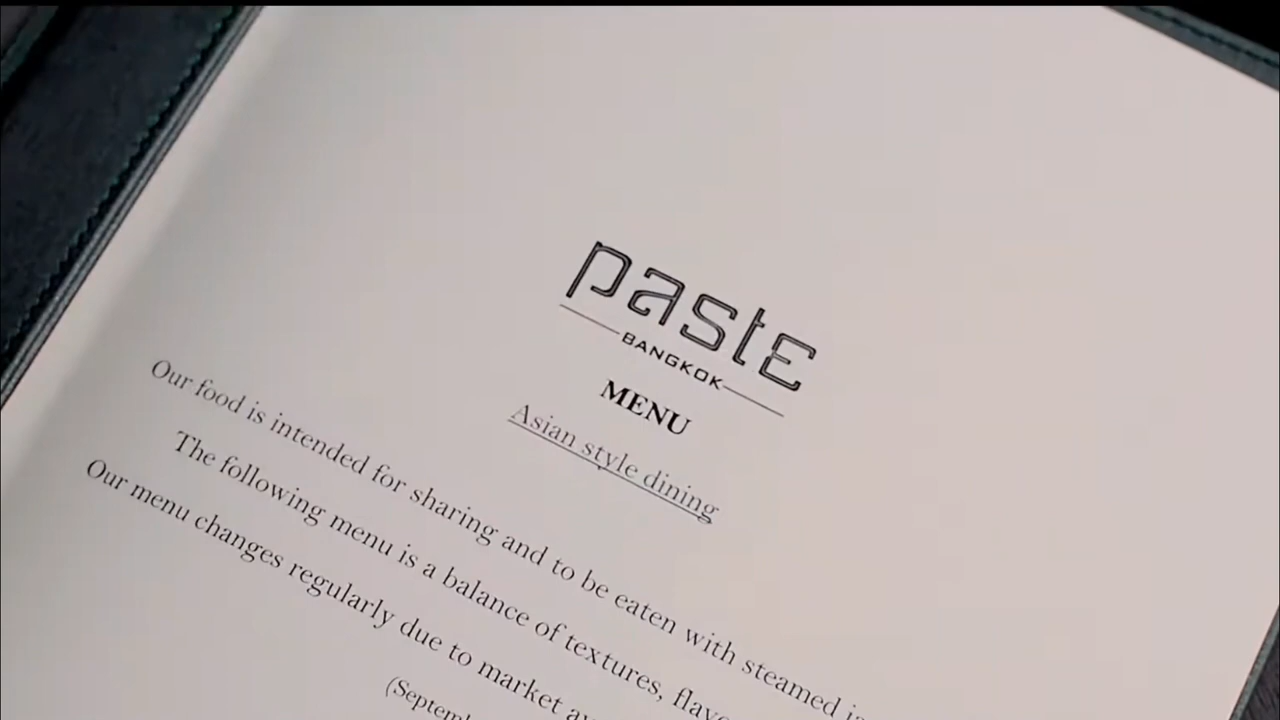 paste
BANGKOK
MENU
Asian style dining
Our food is intended for sharing and to be eaten with steamed
The following menu is a balance of textures,
Our menu changes regularly due to market